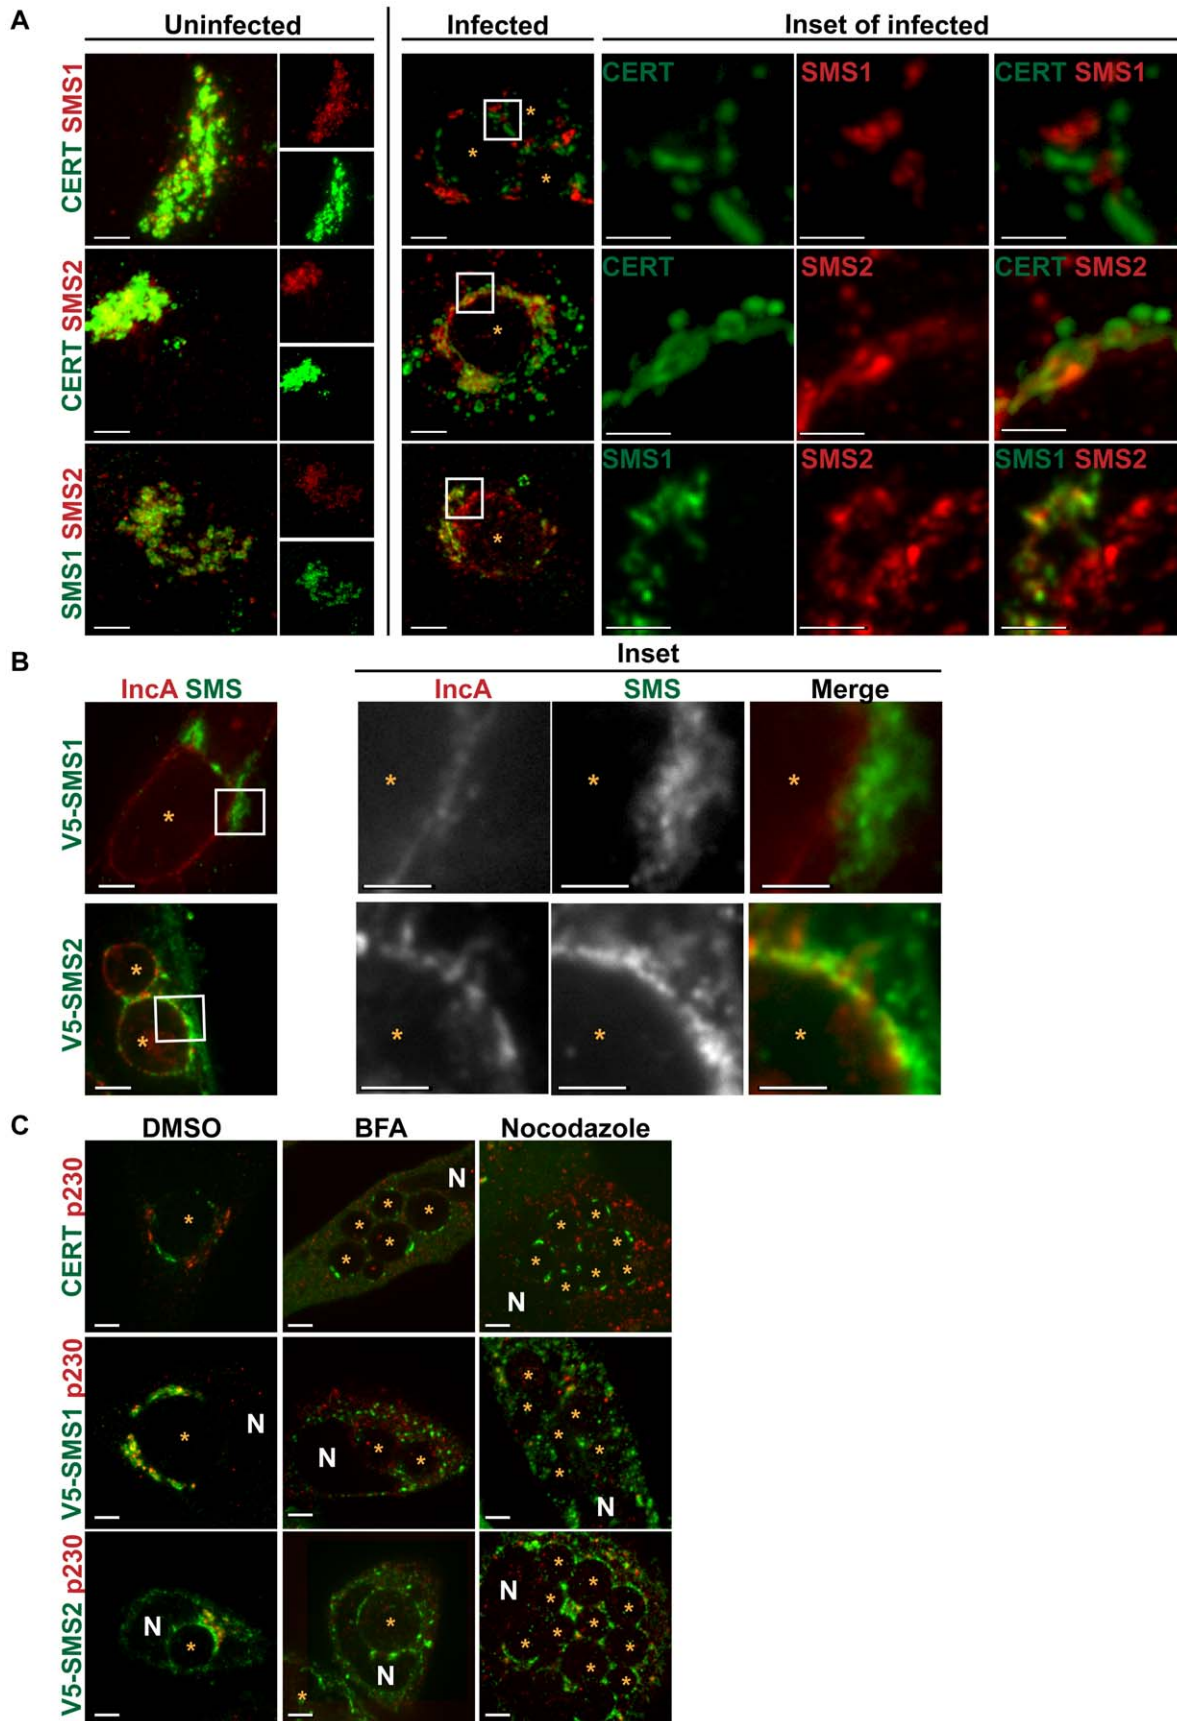 A
Uninfected
Infected
Inset of infected
CERT SMS1
CERT
SMS1
CERT SMS1
*
*
*
CERT SMS2
CERT
SMS2
CERT SMS2
*
SMS1 SMS2
SMS1
SMS2
SMS1 SMS2
*
B
Inset
IncA SMS
IncA
SMS
Merge
V5-SMS1
*
*
*
*
V5-SMS2
*
*
*
*
*
C
DMSO
BFA
Nocodazole
CERT p230
*
N
* * * * * *
N
* * * * * * * *
V5-SMS1 p230
*
N
N
* *
* * * * * *
N
V5-SMS2 p230
N
*
*
N
*
N
* * * * * * * * * *